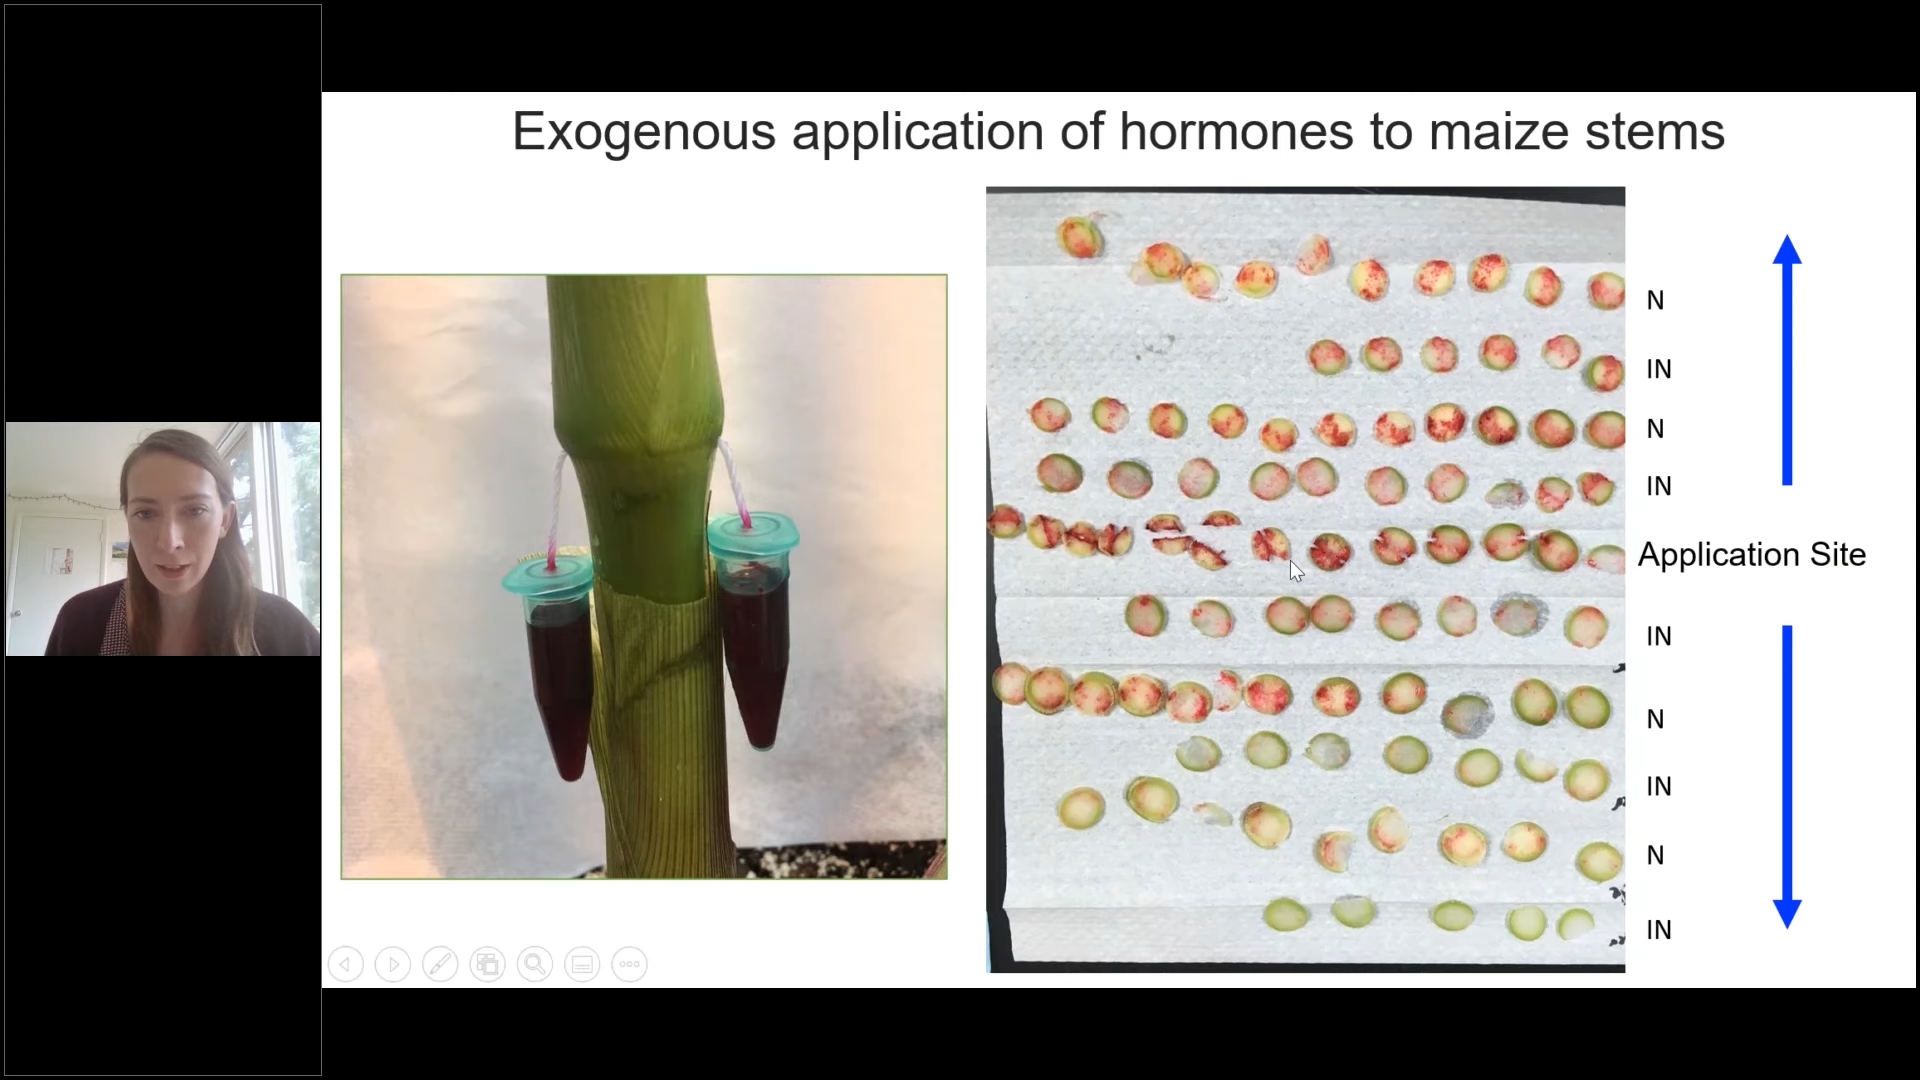 Exogenous application of hormones to maize stems
N
IN
N
IN
Application Site
IN
N
IN
N
IN